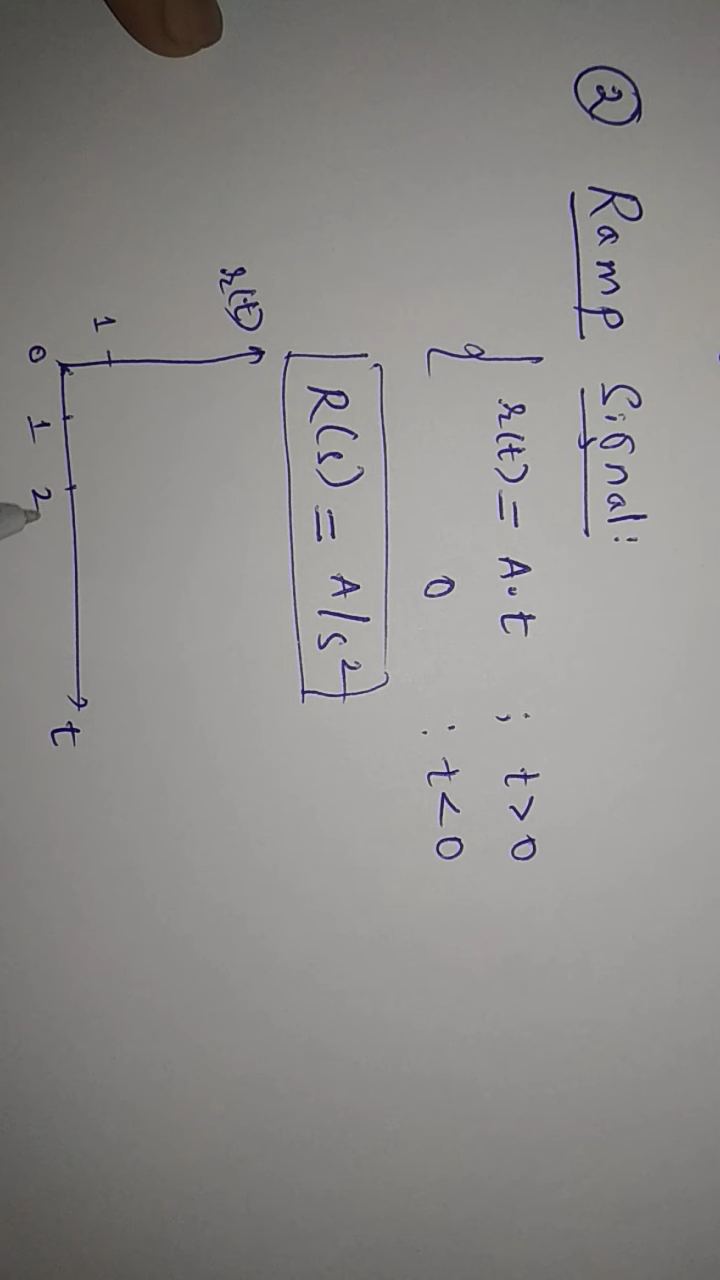 ② Ramp Signal:
r(t) = A·t ; t>0
0 : t<0
R(s) = A/s²
r(t)
1
0 1 2 t